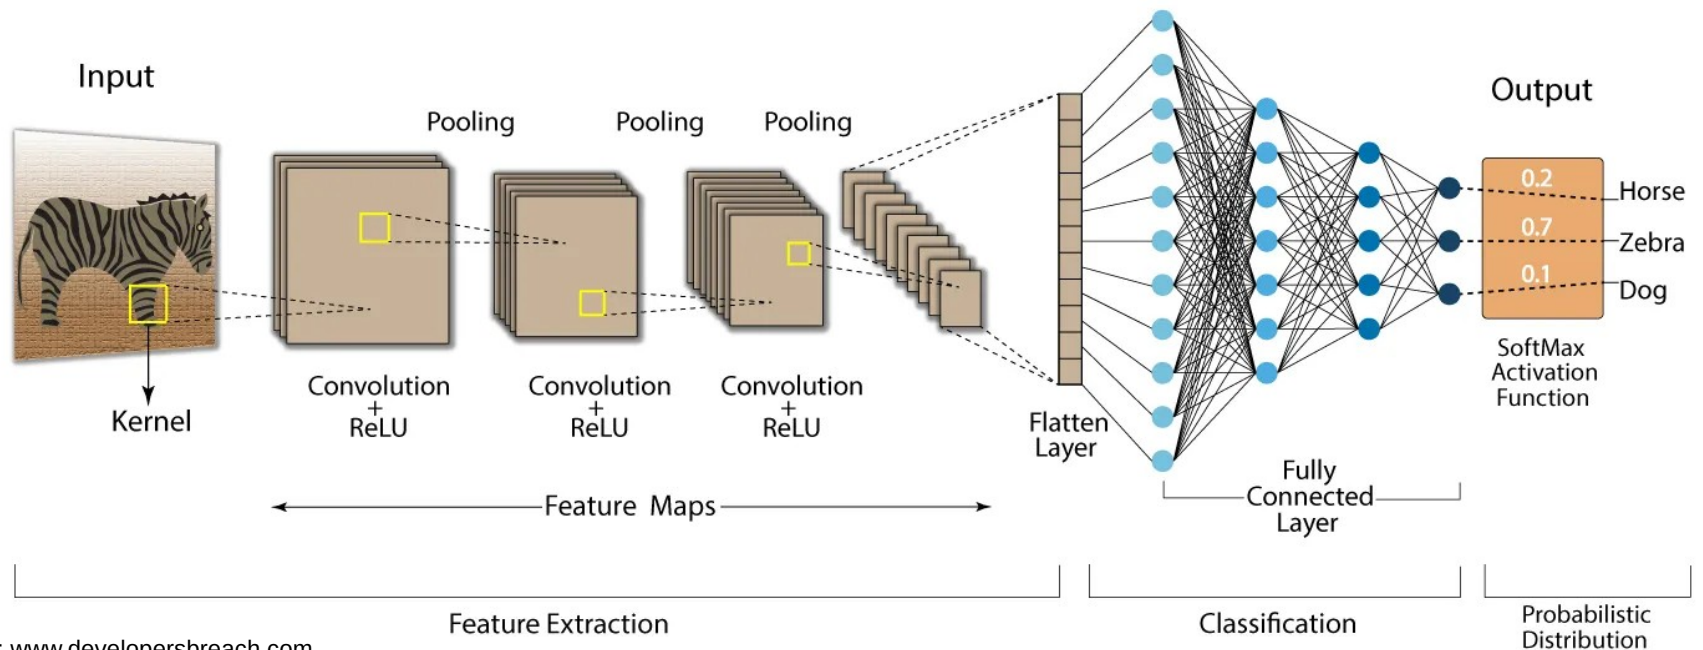 Input
Pooling
Pooling
Pooling
Output
0.2
Horse
0.7
Zebra
0.1
Dog
SoftMax
Activation
Function
Kernel
Convolution
+
ReLU
Convolution
+
ReLU
Convolution
+
ReLU
Flatten
Layer
Fully
Connected
Layer
Feature Maps
Feature Extraction
Classification
Probabilistic
Distribution
: www.developersbreach.com